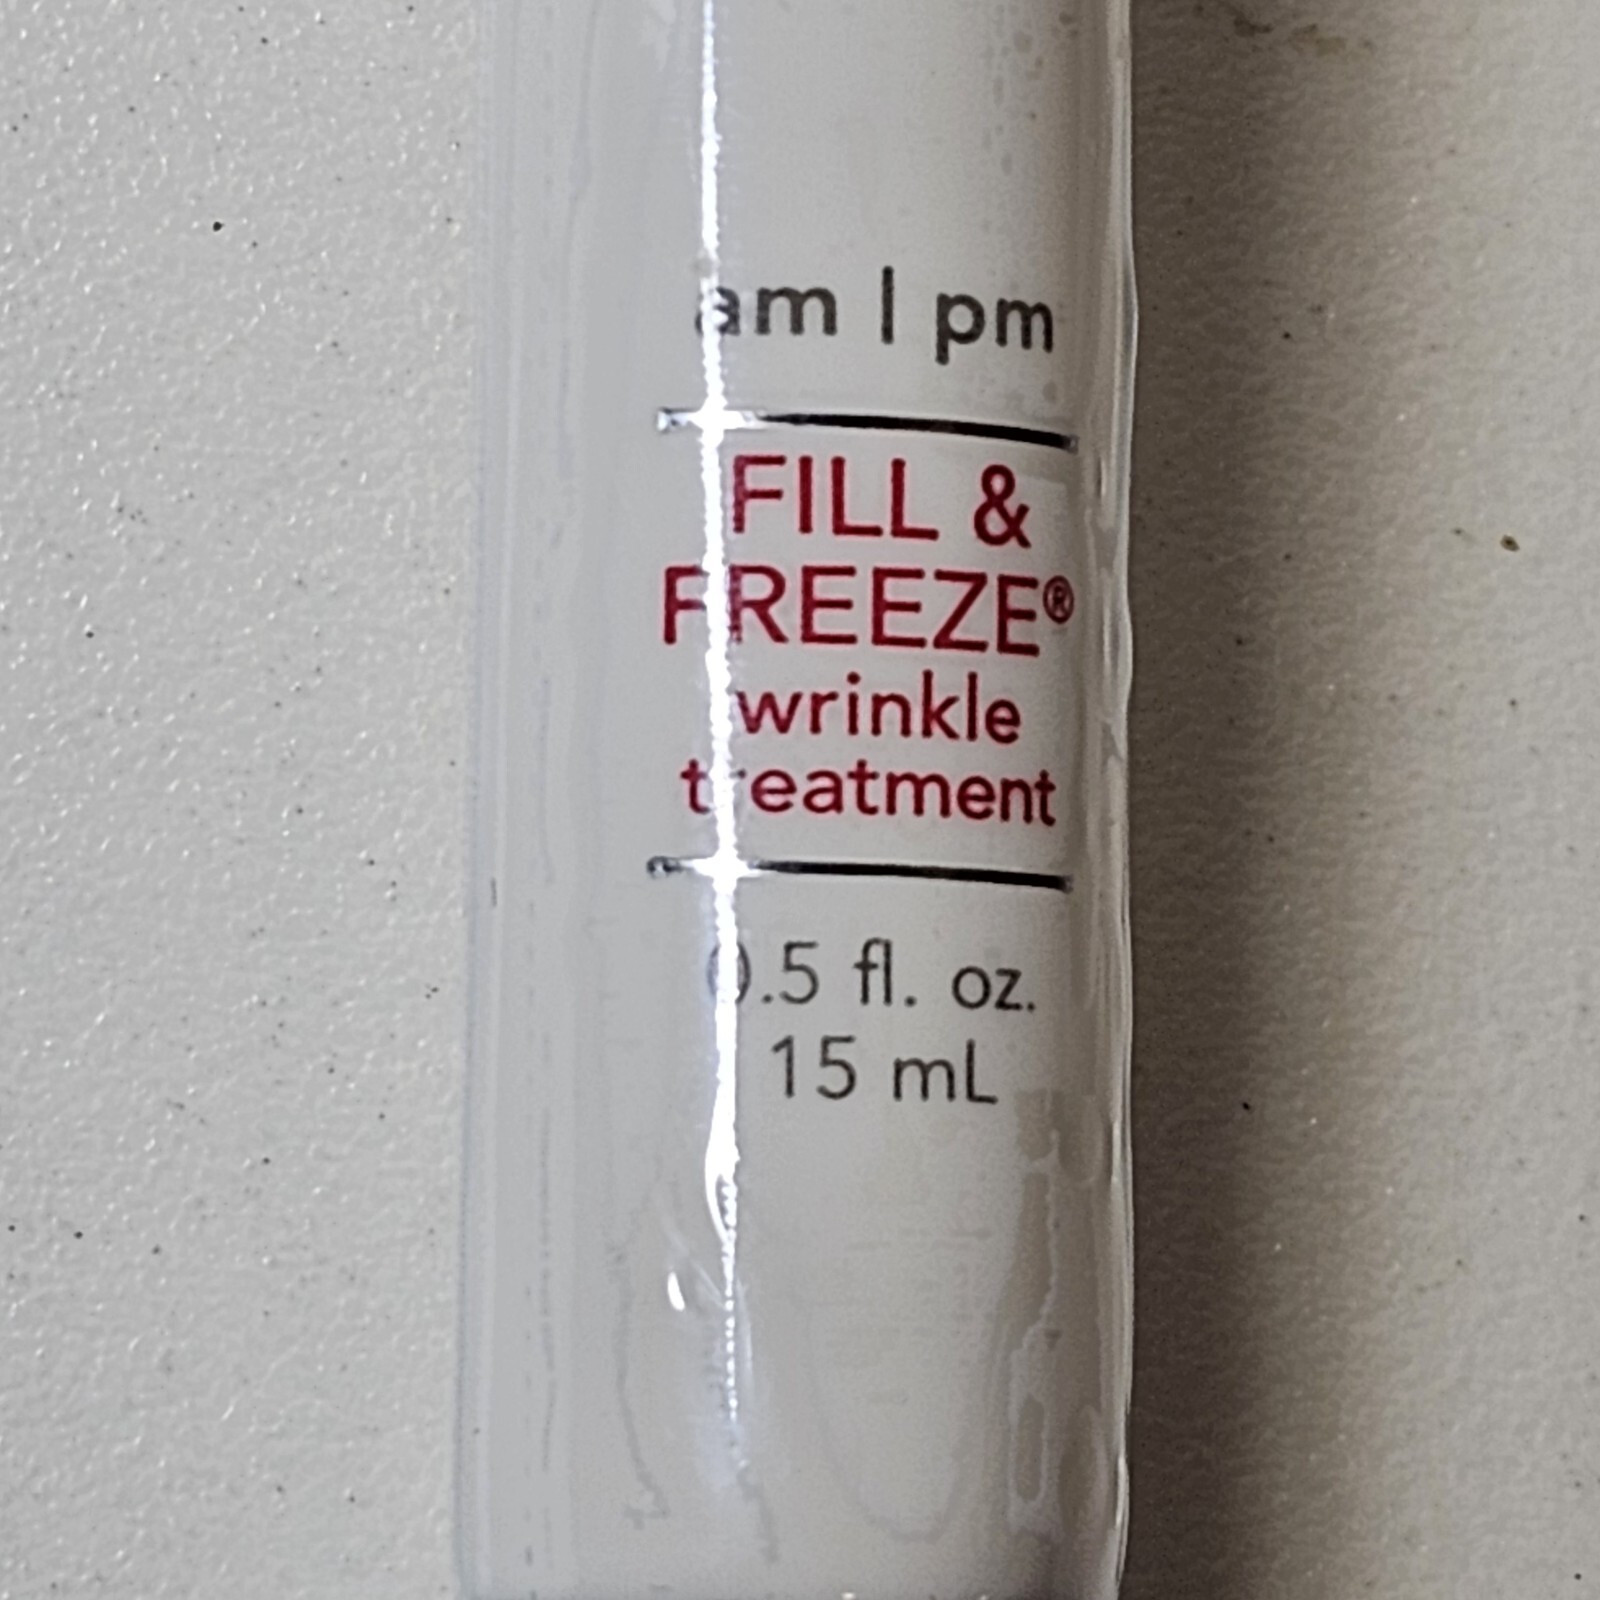 am | pm
FILL &
FREEZE®
wrinkle
treatment
0.5 fl. oz.
15 mL